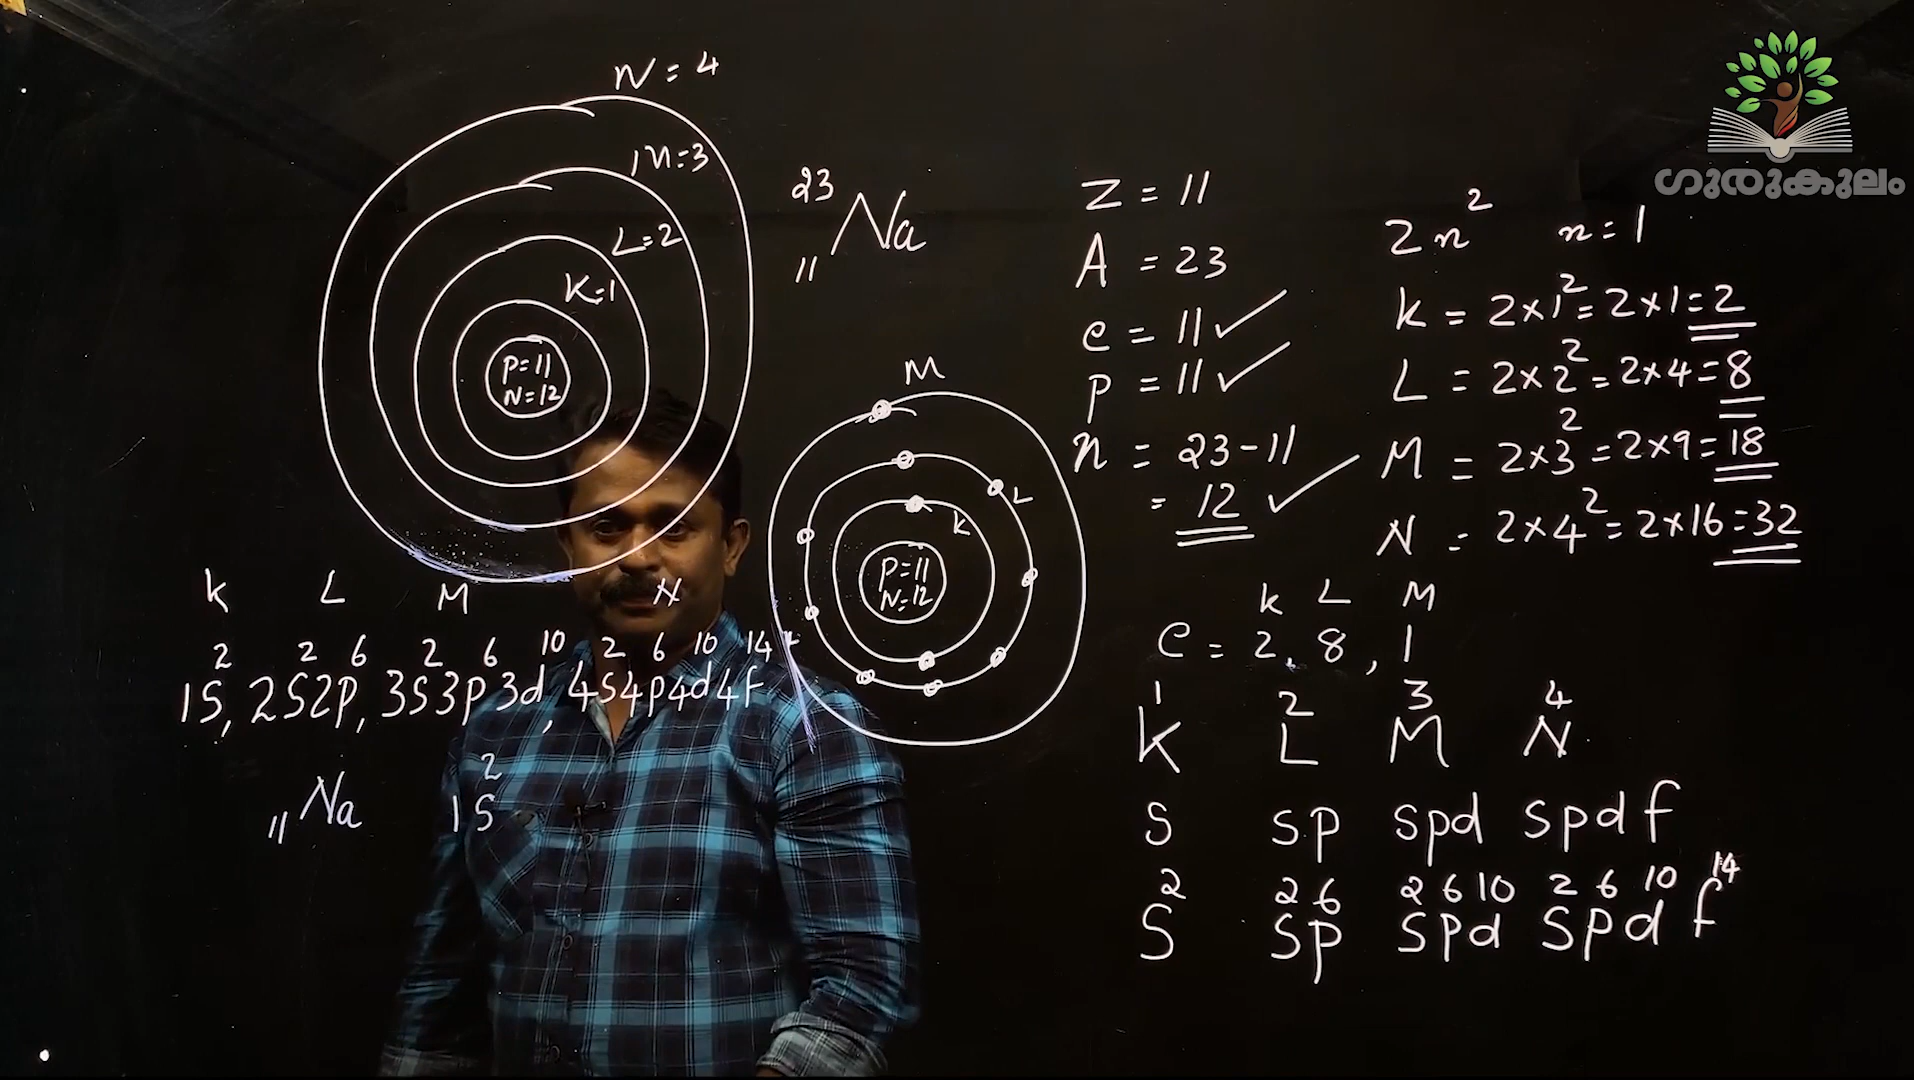 N = 4
M=3
L=2
K=1
P=11
N=12
23
11Na
M
L
K
P=11
N=12
Z = 11
A = 23
e = 11 ✓
p = 11 ✓
n = 23-11
= 12 ✓
2n² n=1
K = 2×1² = 2×1 = 2
L = 2×2² = 2×4 = 8
M = 2×3² = 2×9 = 18
N = 2×4² = 2×16 = 32
K L M
e = 2, 8, 1
1 2 3 4
K L M N
S SP Spd Spdf
2 2 6 2 6 10 2 6 10 14
S SP SPd SPdf
K L M N
2 2 6 2 6 10 2 6 10 14
1S, 2S2P, 3S3P3d, 4S4P4d4f
11Na 1S²
ഗുരുകുലം